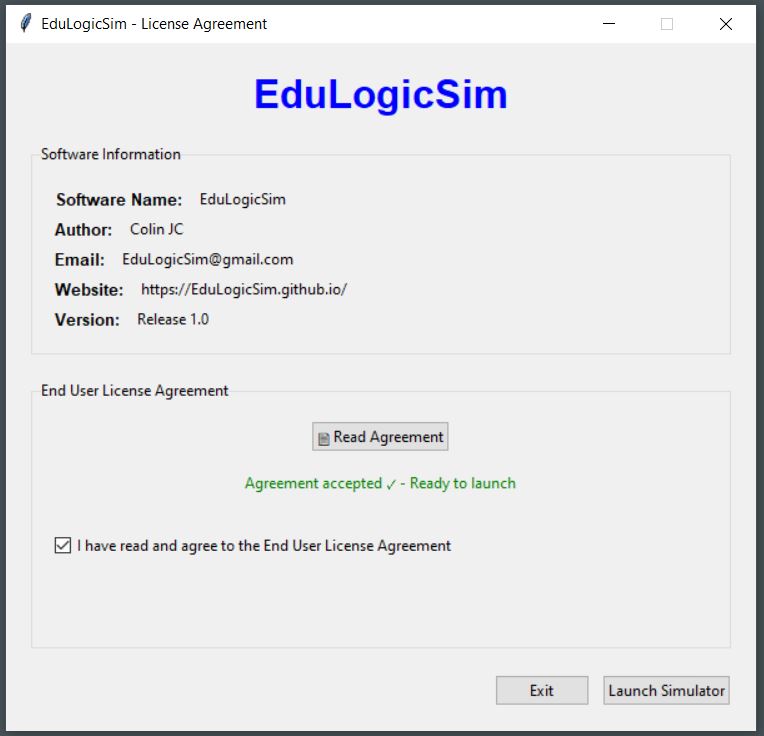 EduLogicSim - License Agreement
EduLogicSim
Software Information
Software Name: EduLogicSim
Author: Colin JC
Email: EduLogicSim@gmail.com
Website: https://EduLogicSim.github.io/
Version: Release 1.0
End User License Agreement
Read Agreement
Agreement accepted ✓ - Ready to launch
I have read and agree to the End User License Agreement
Exit Launch Simulator